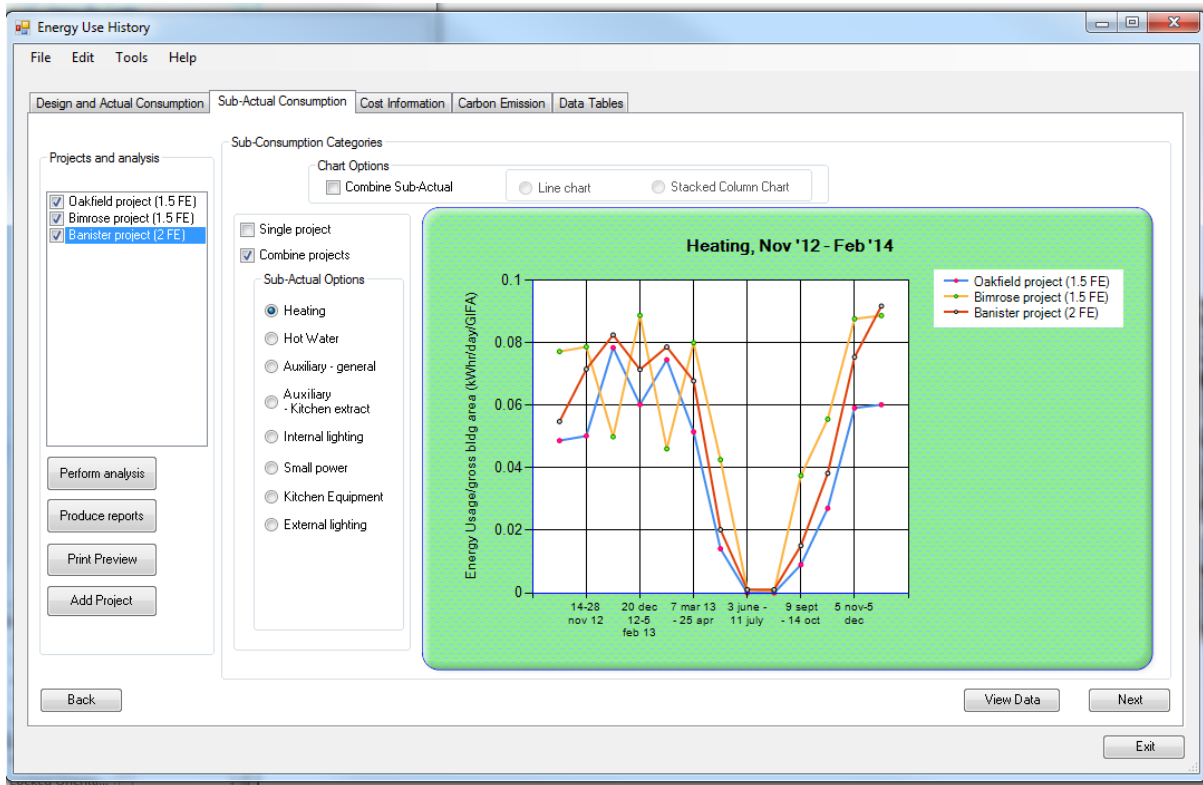 Energy Use History
File Edit Tools Help
Design and Actual Consumption Sub-Actual Consumption Cost Information Carbon Emission Data Tables
Projects and analysis
Oakfield project (1.5 FE)
Bimrose project (1.5 FE)
Banister project (2 FE)
Perform analysis
Produce reports
Print Preview
Add Project
Sub-Consumption Categories
Chart Options
Combine Sub-Actual Line chart Stacked Column Chart
Single project
Combine projects
Sub-Actual Options
Heating
Hot Water
Auxiliary - general
Auxiliary
- Kitchen extract
Internal lighting
Small power
Kitchen Equipment
External lighting
Heating, Nov '12 - Feb '14
Energy Usage/gross bldg area (kWhr/day/GIFA)
0.1
0.08
0.06
0.04
0.02
0
14-28
nov 12
20 dec
12-5
feb 13
7 mar 13
- 25 apr
3 june -
11 july
9 sept
- 14 oct
5 nov-5
dec
Oakfield project (1.5 FE)
Bimrose project (1.5 FE)
Banister project (2 FE)
Back View Data Next
Exit